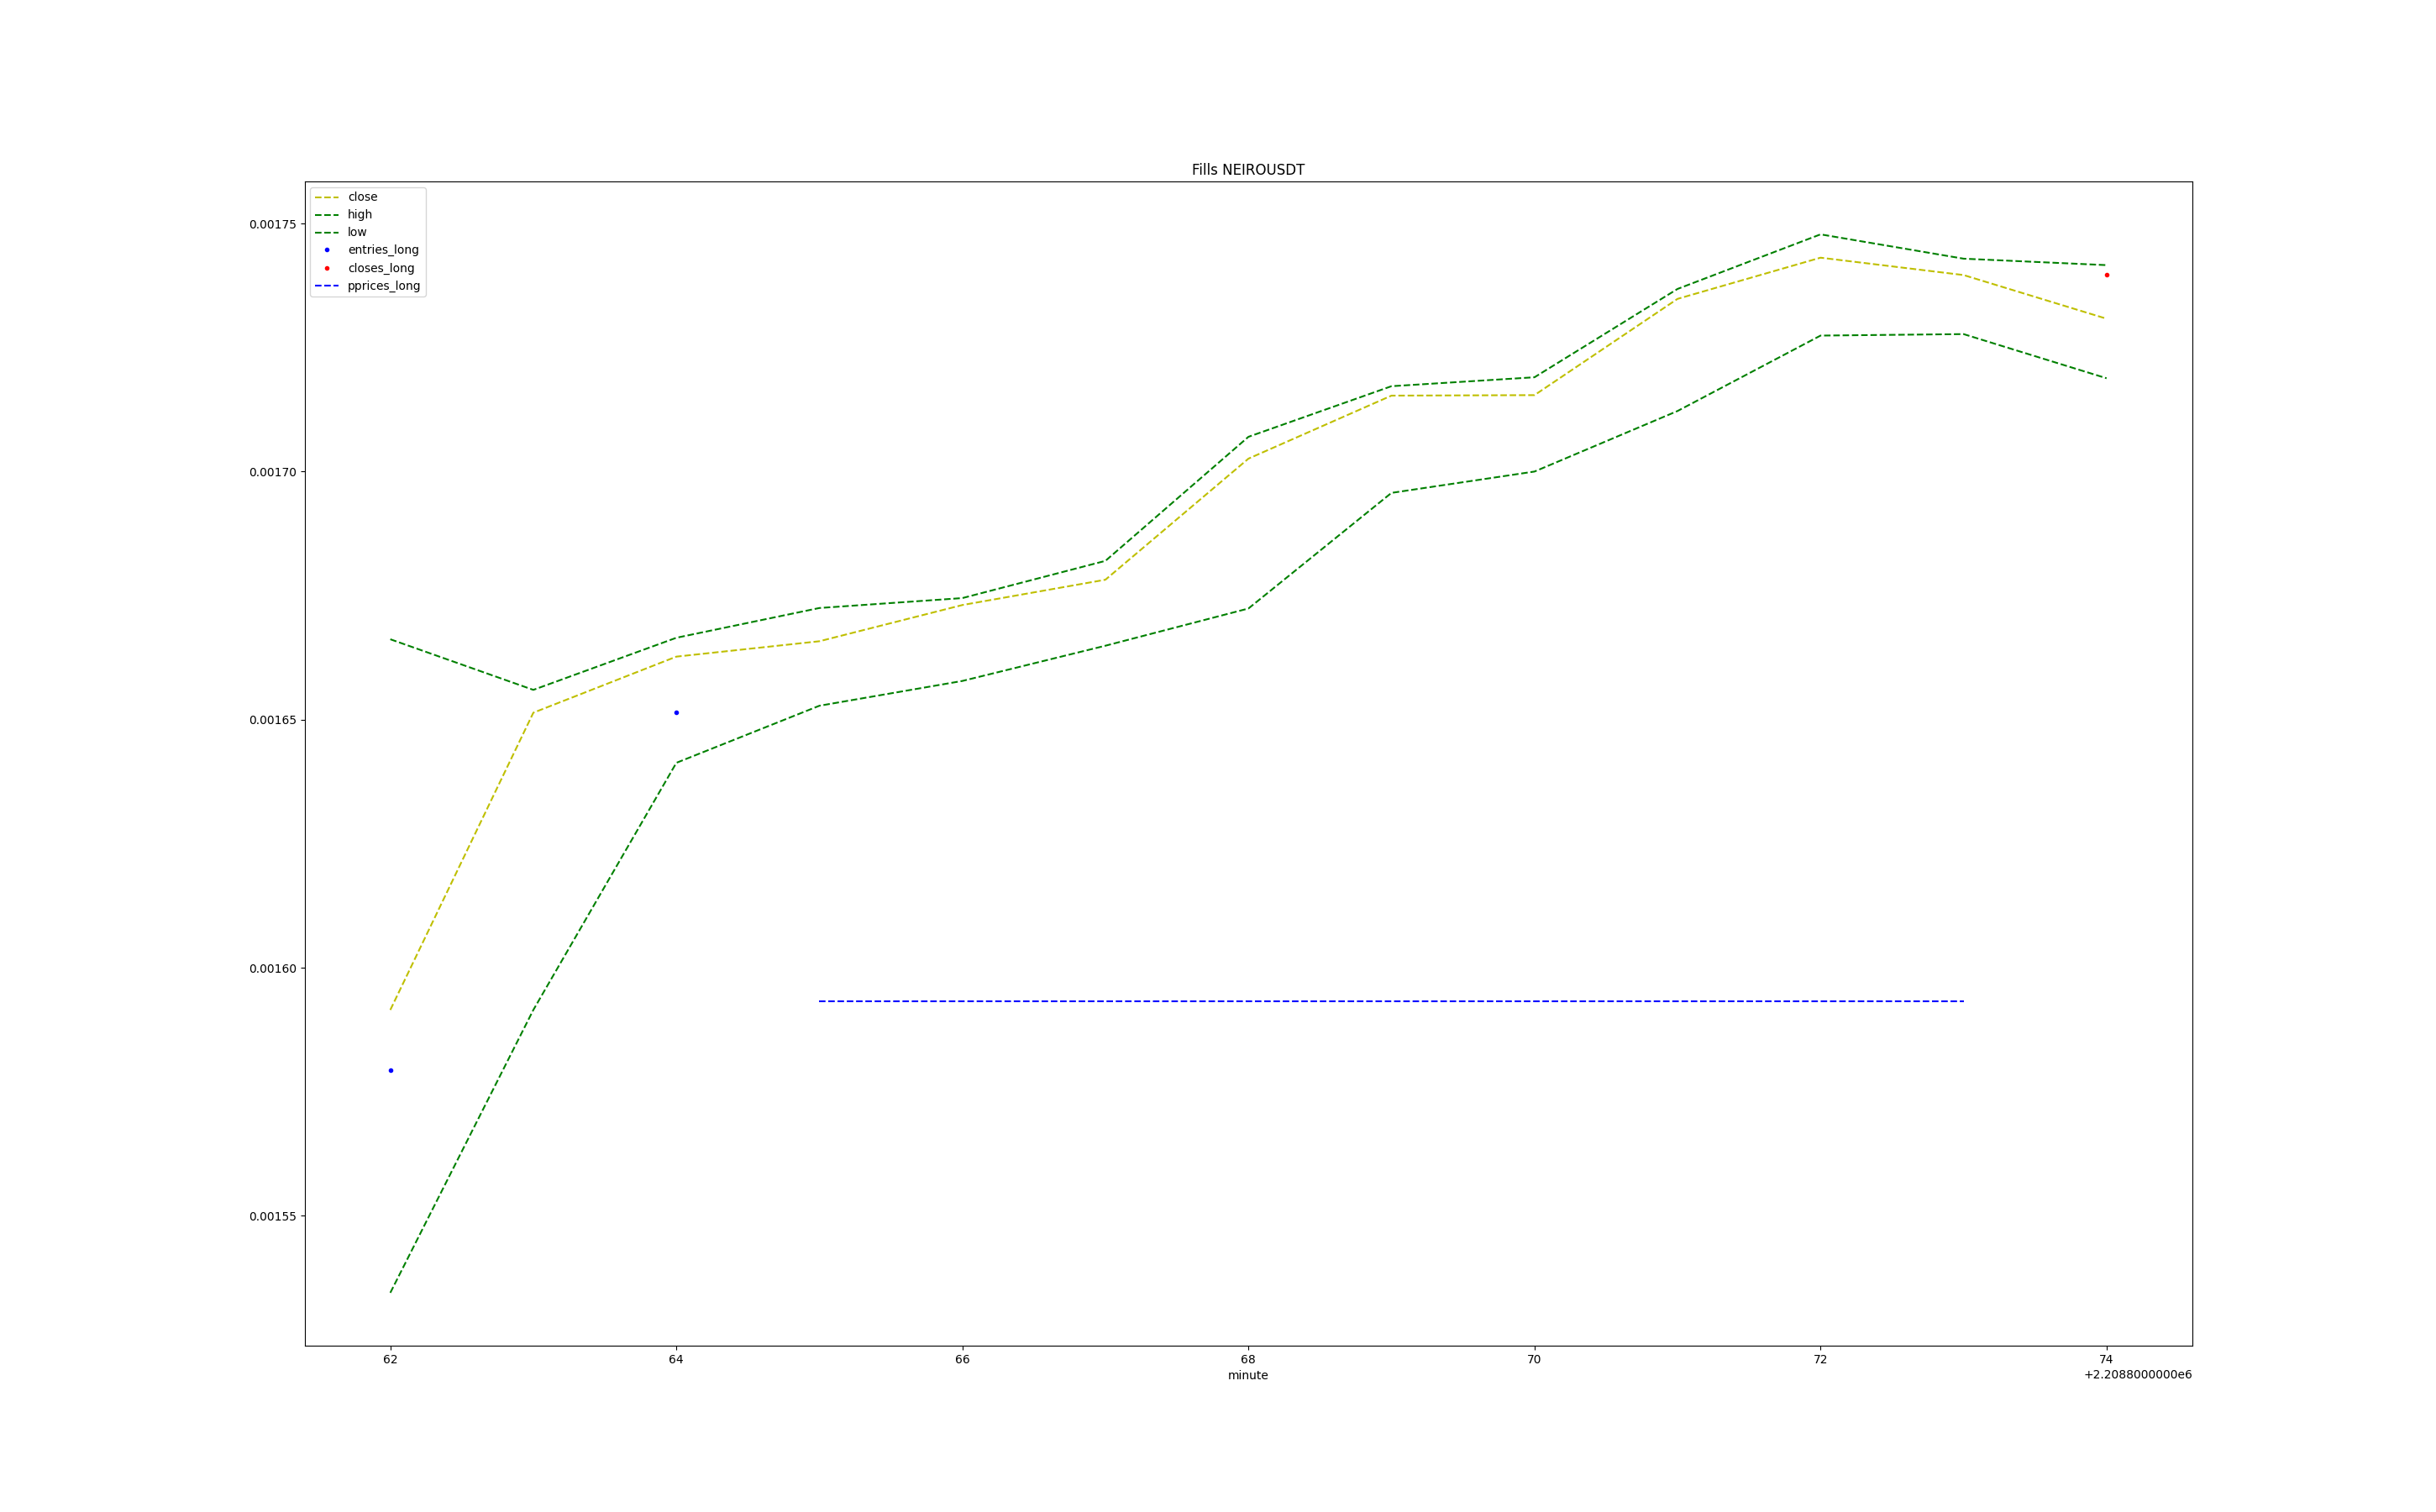 Fills NEIROUSDT
close
high
low
entries_long
closes_long
pprices_long
0.00175
0.00170
0.00165
0.00160
0.00155
62 64 66 68 70 72 74
minute
+2.2088000000e6